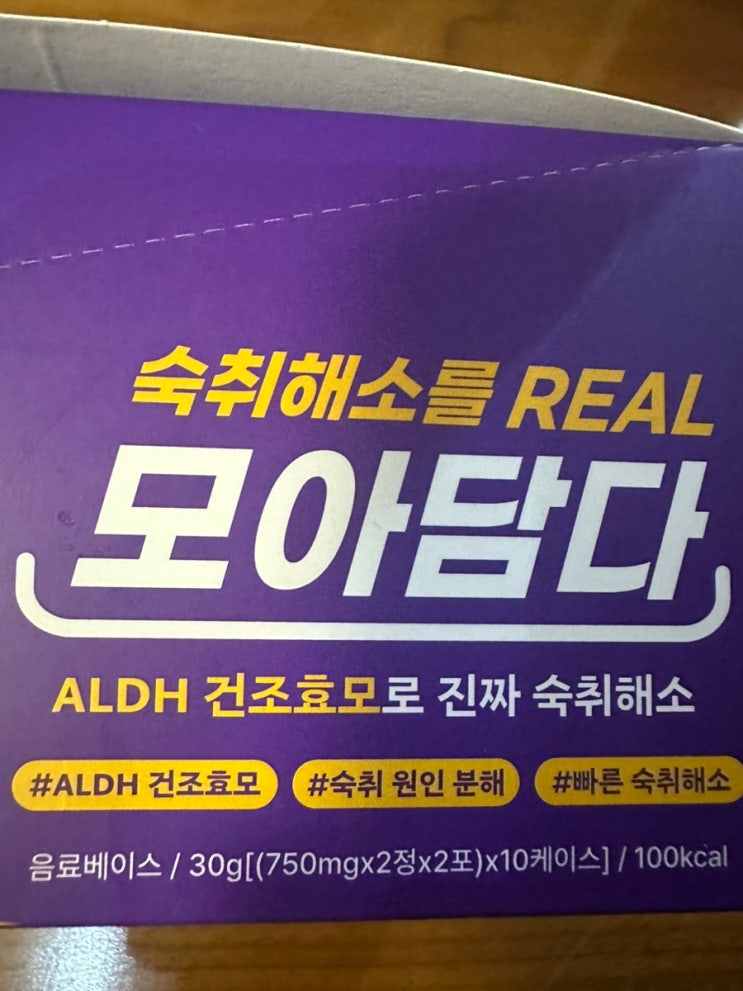 숙취해소를 REAL
모아담다
ALDH 건조효모로 진짜 숙취해소
#ALDH 건조효모 #숙취 원인 분해 #빠른 숙취해소
음료베이스 / 30g[(750mgx2정x2포)x10케이스] / 100kcal